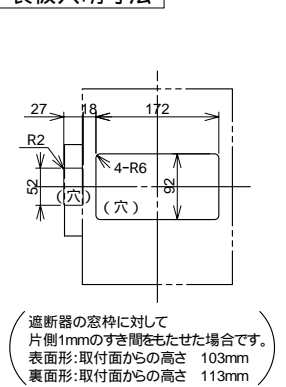 表板穴明寸法
27
18
172
R2
4-R6
52
92
(穴)
(穴)
遮断器の窓枠に対して
片側1mmのすき間をもたせた場合です。
表面形:取付面からの高さ 103mm
裏面形:取付面からの高さ 113mm